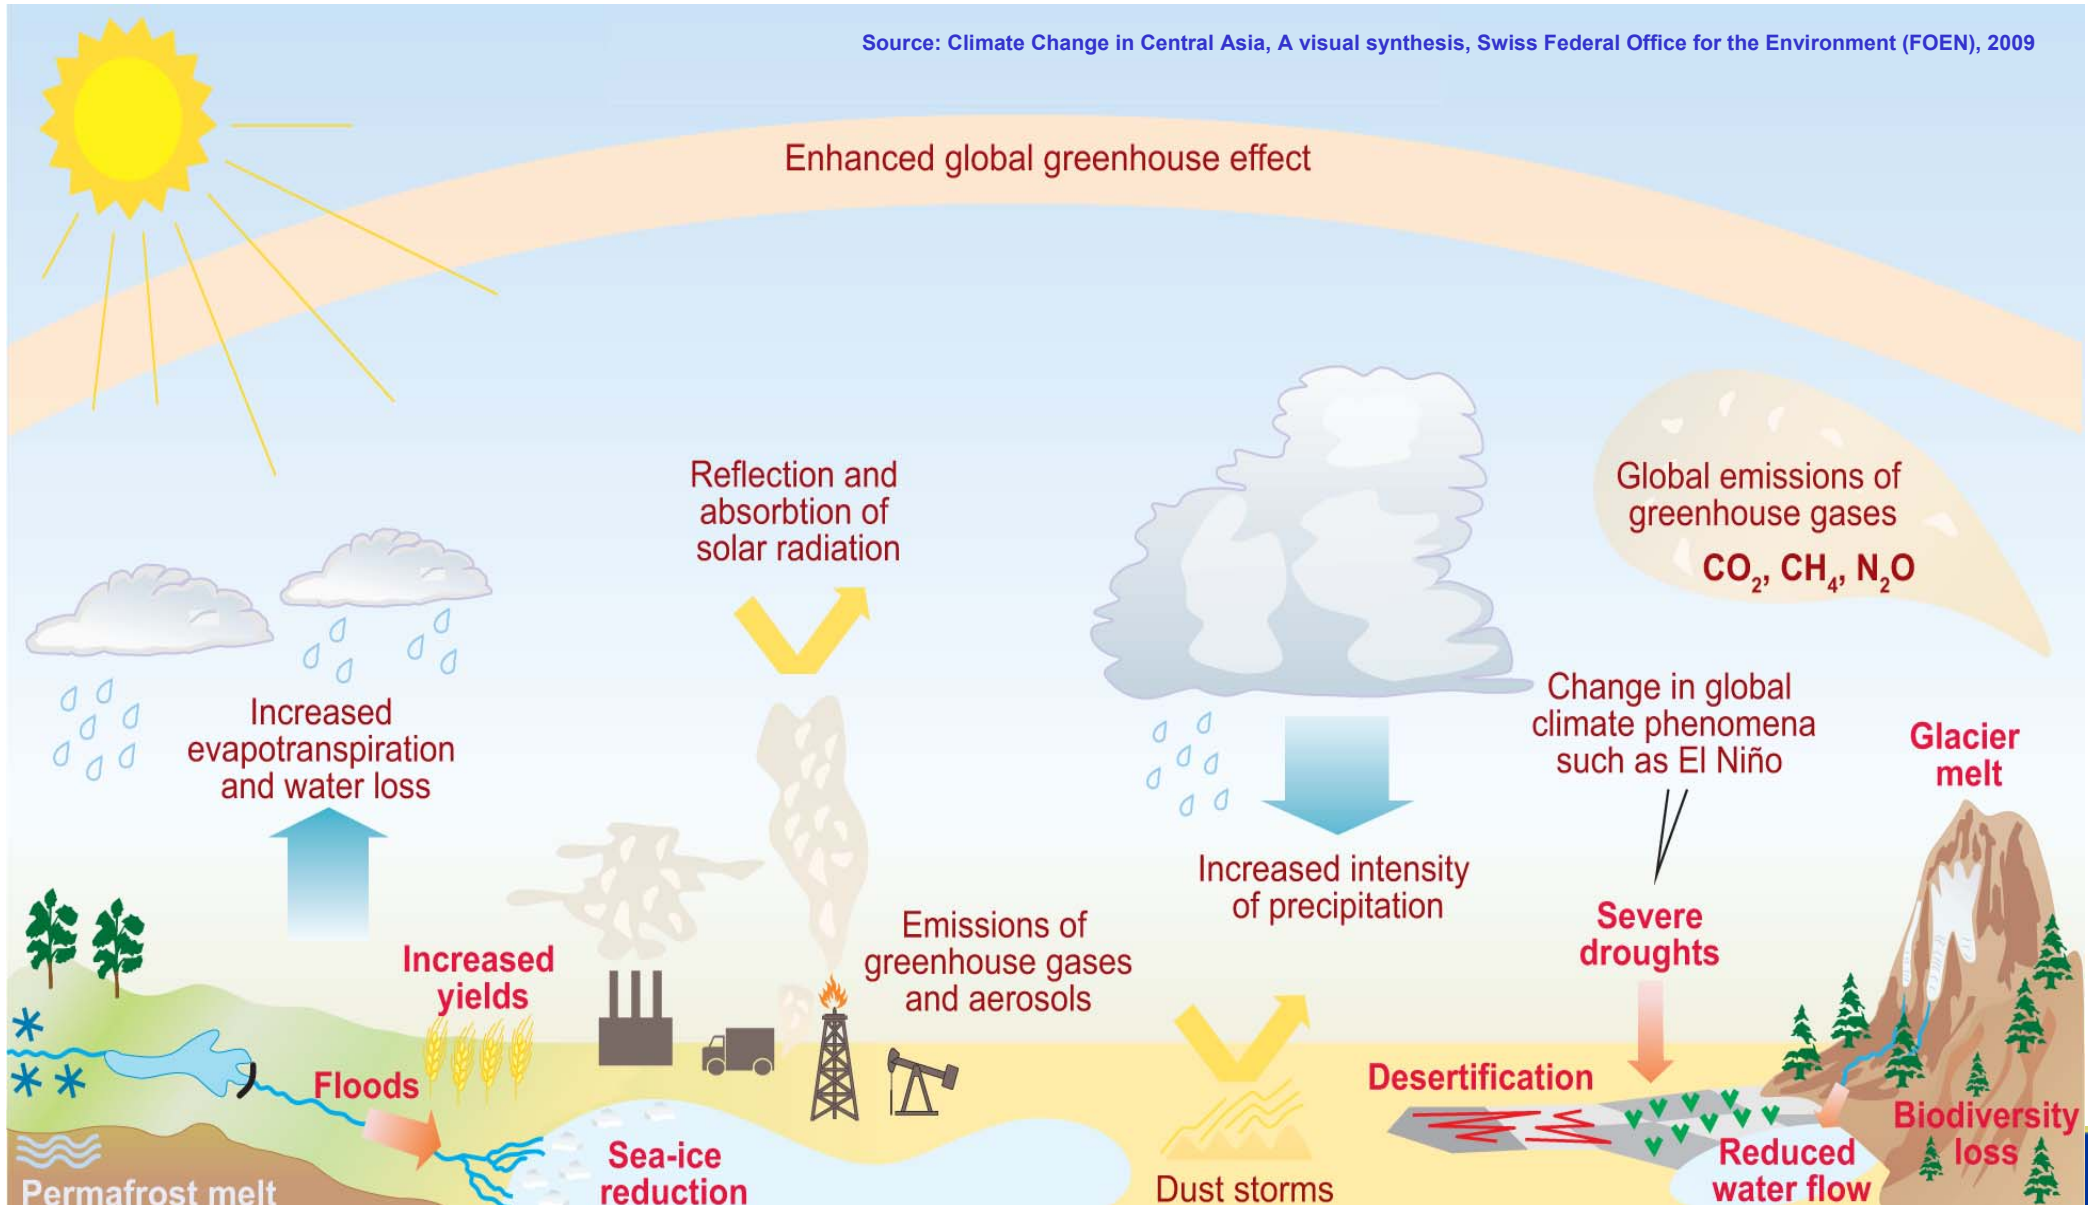 Source: Climate Change in Central Asia, A visual synthesis, Swiss Federal Office for the Environment (FOEN), 2009
Enhanced global greenhouse effect
Reflection and
absorbtion of
solar radiation
Global emissions of
greenhouse gases
CO₂, CH₄, N₂O
Increased
evapotranspiration
and water loss
Change in global
climate phenomena
such as El Niño
Glacier
melt
Increased intensity
of precipitation
Severe
droughts
Emissions of
greenhouse gases
and aerosols
Increased
yields
Floods
Desertification
Biodiversity
loss
Sea-ice
reduction
Reduced
water flow
Permafrost melt
Dust storms